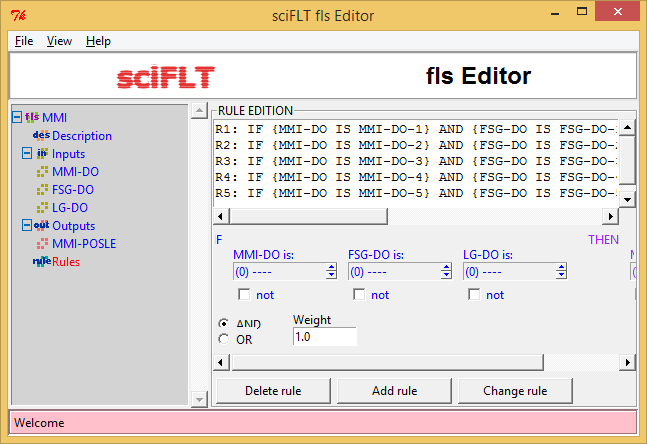 sciFLT fls Editor
File View Help
sciFLT fls Editor
fls MMI
des Description
in Inputs
MMI-DO
FSG-DO
LG-DO
out Outputs
MMI-POSLE
rule Rules
RULE EDITION
R1: IF {MMI-DO IS MMI-DO-1} AND {FSG-DO IS FSG-DO-
R2: IF {MMI-DO IS MMI-DO-2} AND {FSG-DO IS FSG-DO-
R3: IF {MMI-DO IS MMI-DO-3} AND {FSG-DO IS FSG-DO-
R4: IF {MMI-DO IS MMI-DO-4} AND {FSG-DO IS FSG-DO-
R5: IF {MMI-DO IS MMI-DO-5} AND {FSG-DO IS FSG-DO-
F THEN
MMI-DO is: FSG-DO is: LG-DO is:
(0) ---- (0) ---- (0) ----
not not not
AND Weight
OR 1.0
Delete rule Add rule Change rule
Welcome